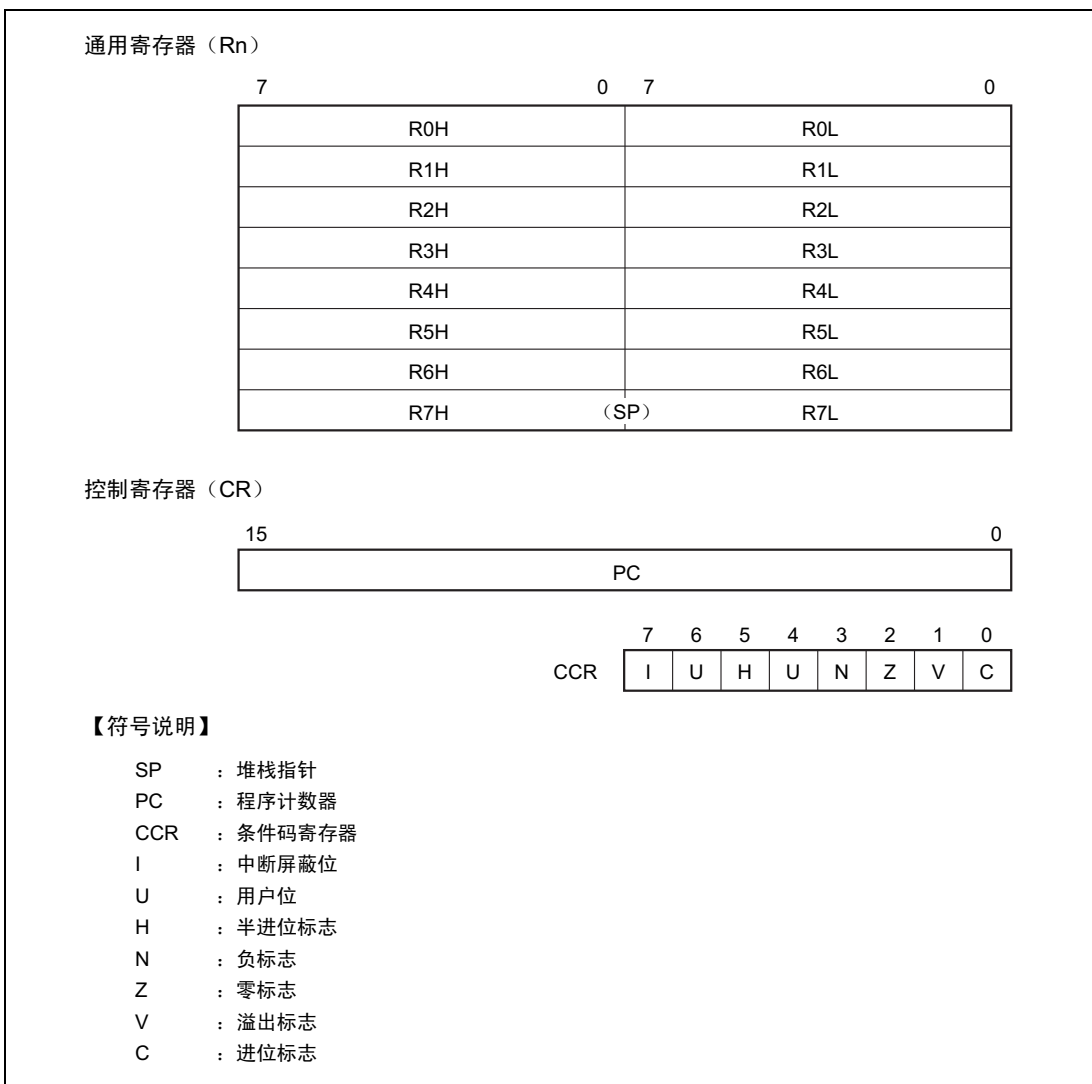 通用寄存器（Rn）
7 0 7 0
R0H R0L
R1H R1L
R2H R2L
R3H R3L
R4H R4L
R5H R5L
R6H R6L
R7H （SP） R7L
控制寄存器（CR）
15 0
PC
7 6 5 4 3 2 1 0
CCR I U H U N Z V C
【符号说明】
SP ：堆栈指针
PC ：程序计数器
CCR ：条件码寄存器
I ：中断屏蔽位
U ：用户位
H ：半进位标志
N ：负标志
Z ：零标志
V ：溢出标志
C ：进位标志